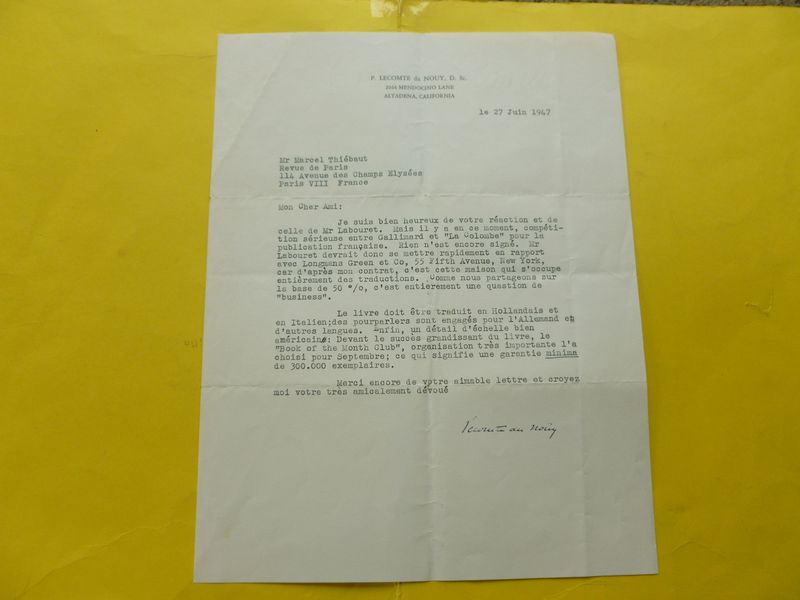 P. LECOMTE du NOUY, D. Sc.
2064 MENDOCINO LANE
ALTADENA, CALIFORNIA
le 27 Juin 1947
Mr Marcel Thiébaut
Revue de Paris
114 Avenue des Champs Elysées
Paris VIII France
Mon Cher Ami:
Je suis bien heureux de votre réaction et de
celle de Mr Labouret. Mais il y a en ce moment, compéti-
tion sérieuse entre Gallimard et "La Colombe" pour la
publication française. Rien n'est encore signé. Mr
Labouret devrait donc se mettre rapidement en rapport
avec Longmans Green et Co, 55 Fifth Avenue, New York,
car d'après mon contrat, c'est cette maison qui s'occupe
entièrement des traductions. Comme nous partageons sur
la base de 50 °/o, c'est entierement une question de
"business".
Le livre doit être traduit en Hollandais et
en Italien;des pourparlers sont engagés pour l'Allemand et
d'autres langues. Enfin, un détail d'échelle bien
américain: Devant le succès grandissant du livre, le
"Book of the Month Club", organisation très importante l'a
choisi pour Septembre; ce qui signifie une garantie minima
de 300.000 exemplaires.
Merci encore de votre aimable lettre et croyez
moi votre très amicalement dévoué
Lecomte du Noüy